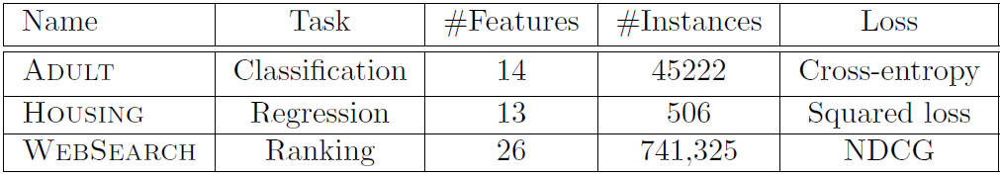 Name Task #Features #Instances Loss
Adult Classification 14 45222 Cross-entropy
Housing Regression 13 506 Squared loss
WebSearch Ranking 26 741,325 NDCG